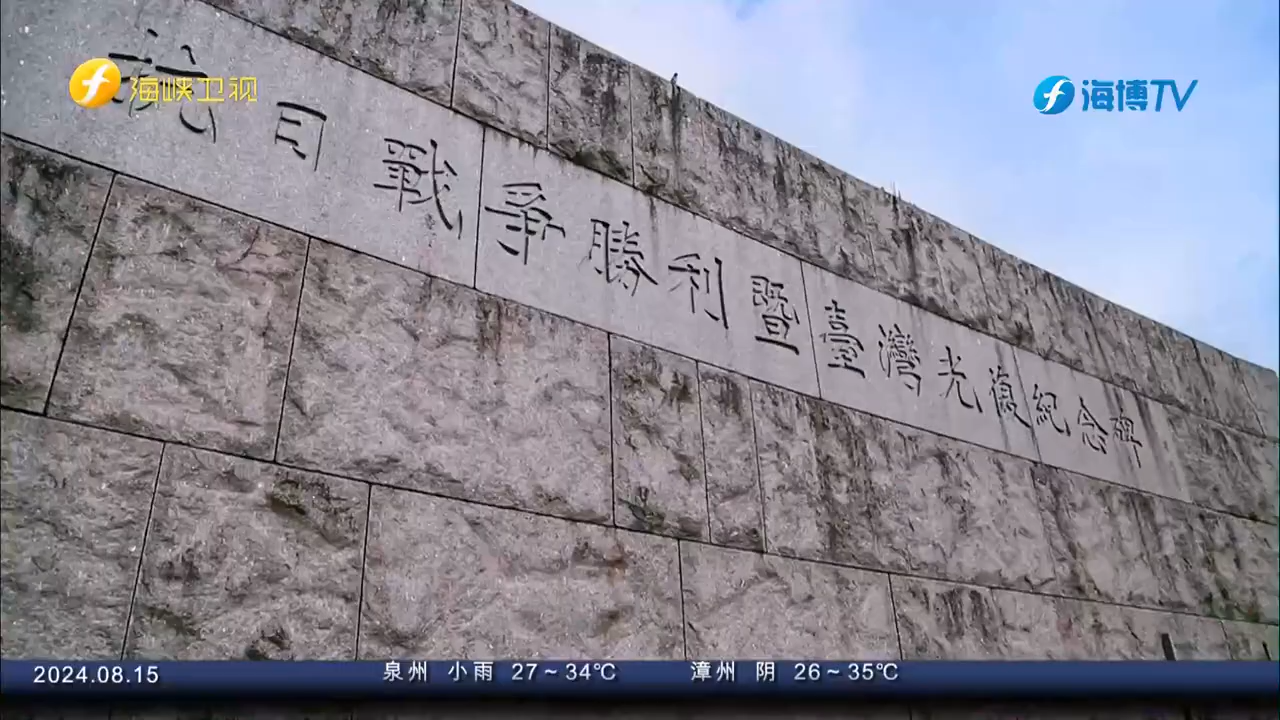 海峡卫视
海博TV
抗日戰爭勝利暨臺灣光復紀念碑
2024.08.15
泉州 小雨 27～34℃
漳州 阴 26～35℃